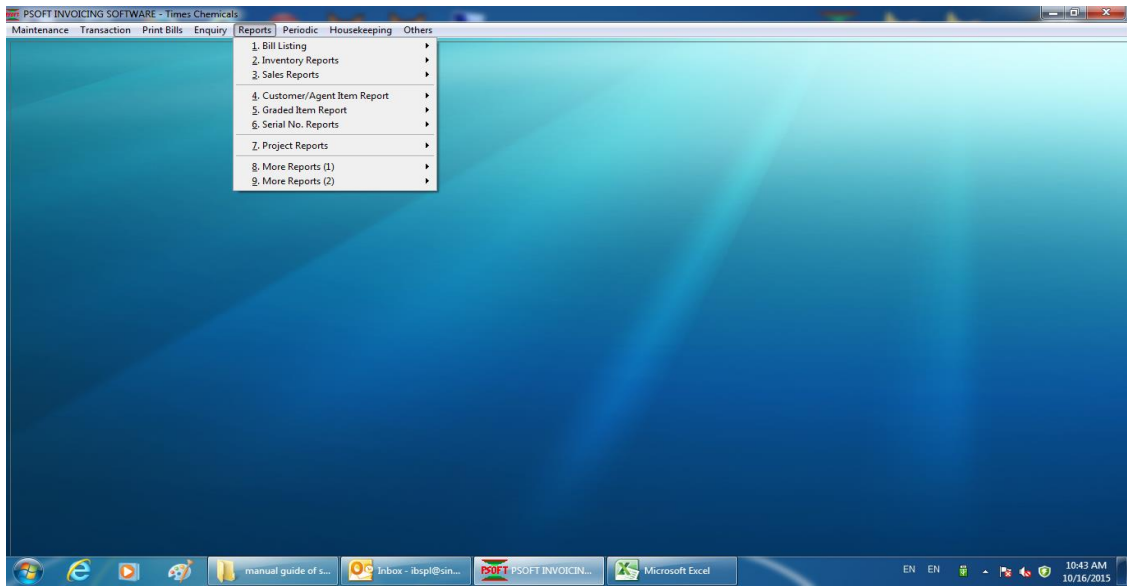 PSOFT INVOICING SOFTWARE - Times Chemicals
Maintenance Transaction Print Bills Enquiry Reports Periodic Housekeeping Others
1. Bill Listing
2. Inventory Reports
3. Sales Reports
4. Customer/Agent Item Report
5. Graded Item Report
6. Serial No. Reports
7. Project Reports
8. More Reports (1)
9. More Reports (2)
manual guide of s... Inbox - ibspl@sin... PSOFT PSOFT INVOICIN... Microsoft Excel EN EN 10:43 AM
10/16/2015